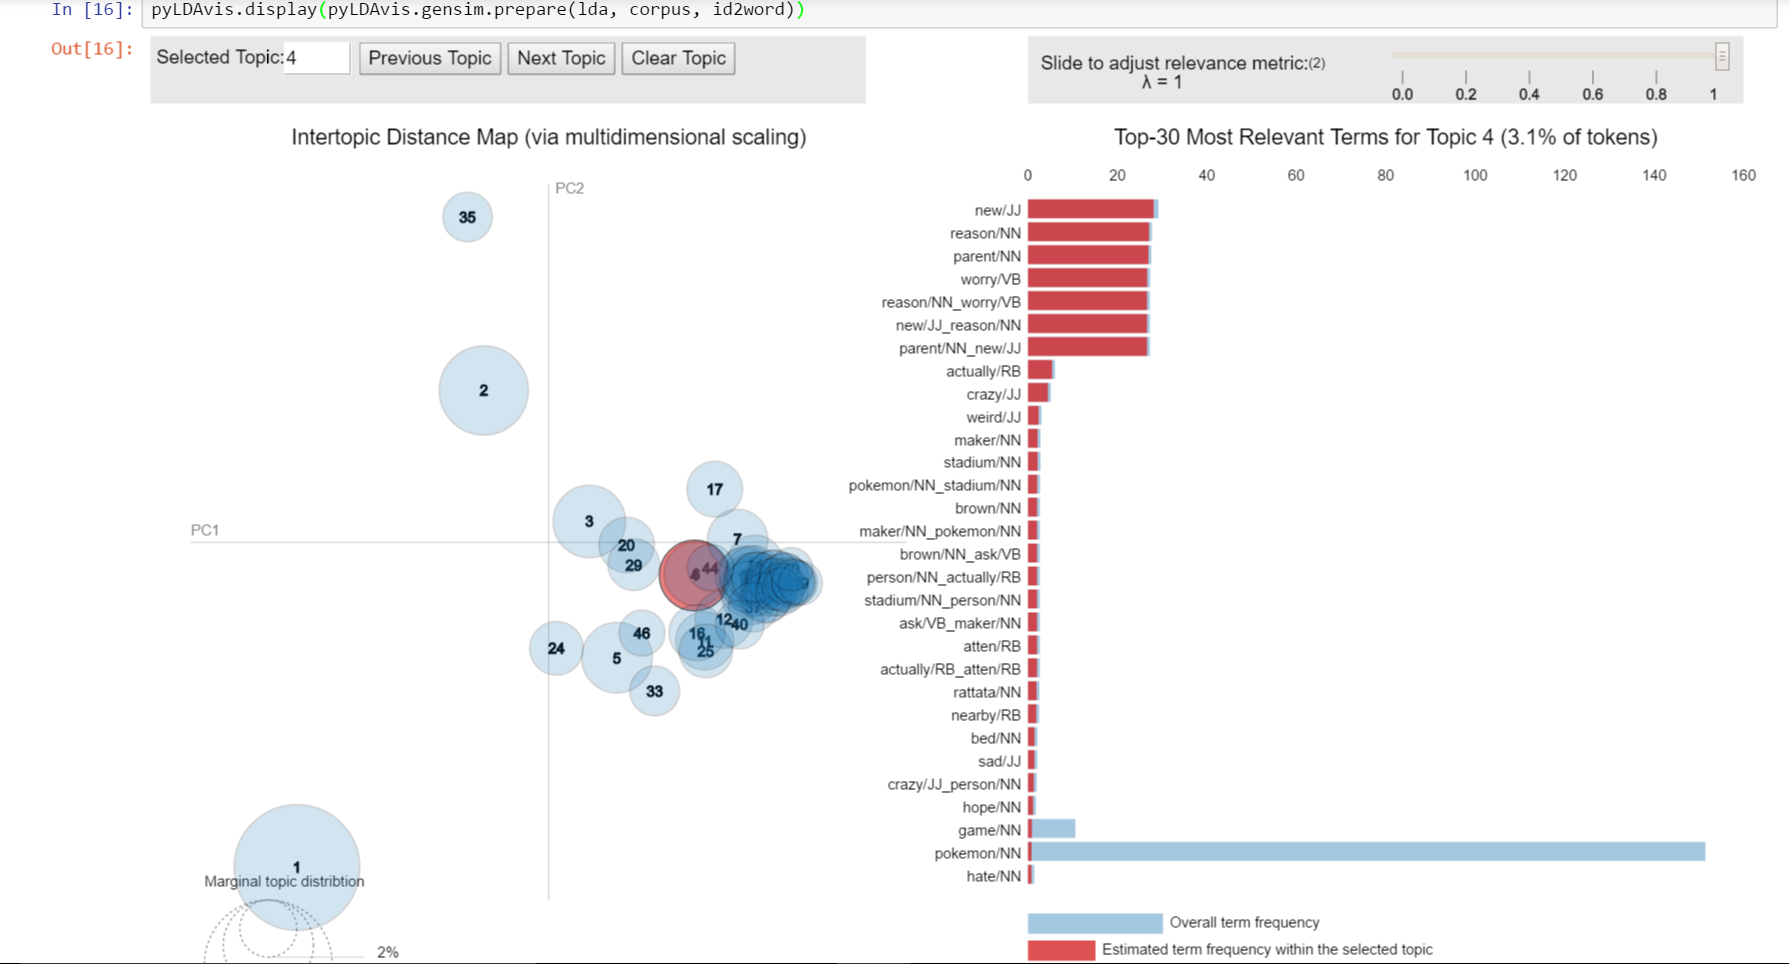 In [16]: pyLDAvis.display(pyLDAvis.gensim.prepare(lda, corpus, id2word))
Out[16]:
Selected Topic: 4 Previous Topic Next Topic Clear Topic
Slide to adjust relevance metric:(2)
λ = 1
0.0 0.2 0.4 0.6 0.8 1
Intertopic Distance Map (via multidimensional scaling)
PC2
PC1
35
2
17
3
7
20
29
44
37
12
40
46
16
11
25
24
5
33
1
Marginal topic distribtion
2%
Top-30 Most Relevant Terms for Topic 4 (3.1% of tokens)
0 20 40 60 80 100 120 140 160
new/JJ
reason/NN
parent/NN
worry/VB
reason/NN_worry/VB
new/JJ_reason/NN
parent/NN_new/JJ
actually/RB
crazy/JJ
weird/JJ
maker/NN
stadium/NN
pokemon/NN_stadium/NN
brown/NN
maker/NN_pokemon/NN
brown/NN_ask/VB
person/NN_actually/RB
stadium/NN_person/NN
ask/VB_maker/NN
atten/RB
actually/RB_atten/RB
rattata/NN
nearby/RB
bed/NN
sad/JJ
crazy/JJ_person/NN
hope/NN
game/NN
pokemon/NN
hate/NN
Overall term frequency
Estimated term frequency within the selected topic